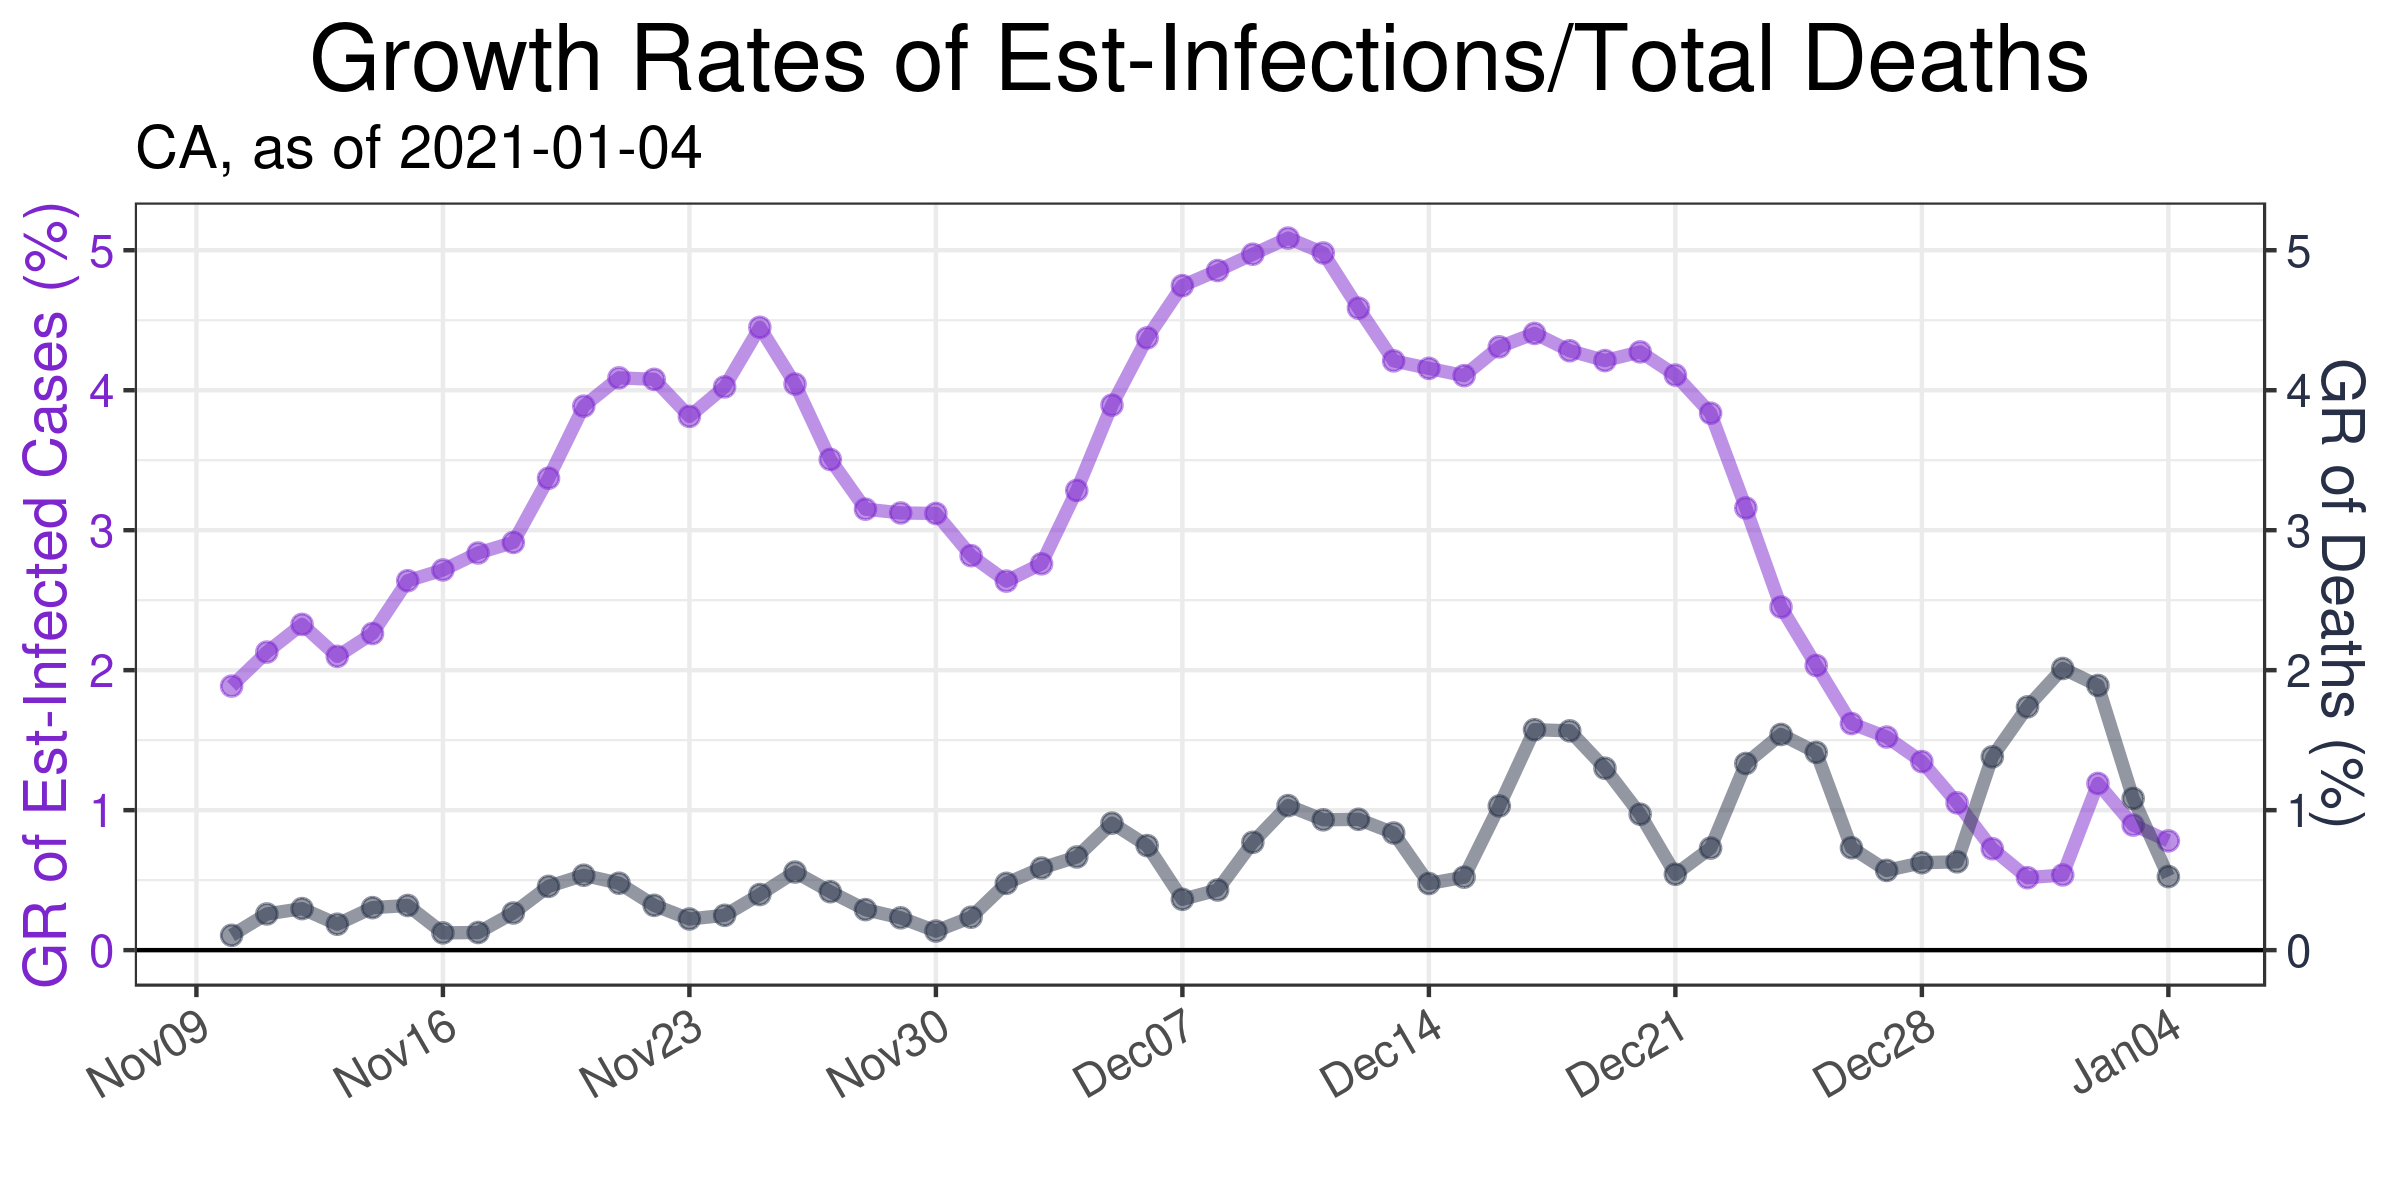 Growth Rates of Est-Infections/Total Deaths
CA, as of 2021-01-04
GR of Est-Infected Cases (%)
5
4
3
2
1
0
5
4
3
2
1
0
GR of Deaths (%)
Nov09
Nov16
Nov23
Nov30
Dec07
Dec14
Dec21
Dec28
Jan04